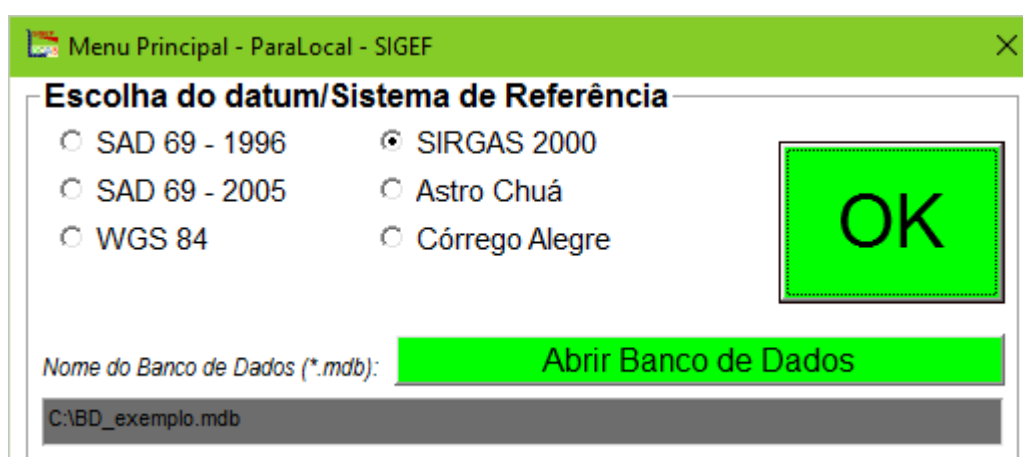 Menu Principal - ParaLocal - SIGEF
Escolha do datum/Sistema de Referência
SAD 69 - 1996
SIRGAS 2000
SAD 69 - 2005
Astro Chuá
WGS 84
Córrego Alegre
OK
Nome do Banco de Dados (*.mdb):
Abrir Banco de Dados
C:\BD_exemplo.mdb